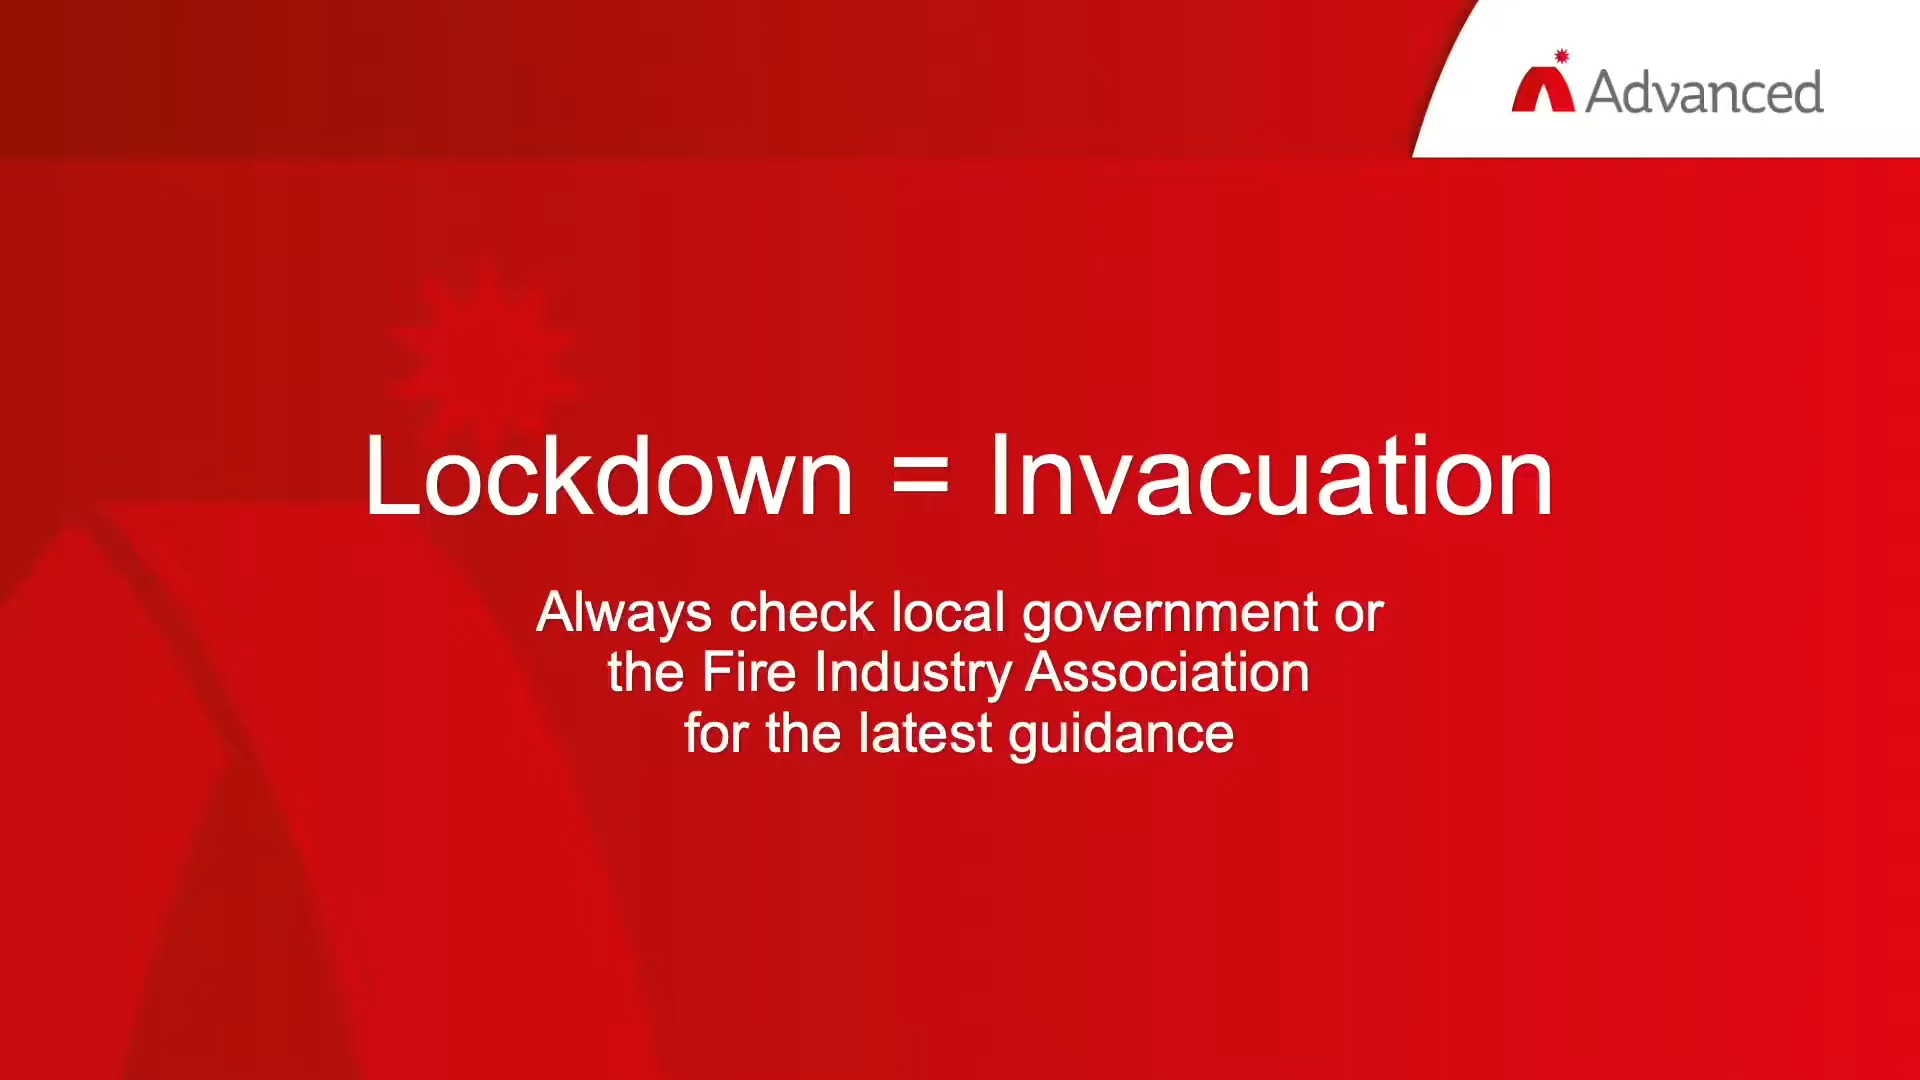 Advanced
Lockdown = Invacuation
Always check local government or
the Fire Industry Association
for the latest guidance